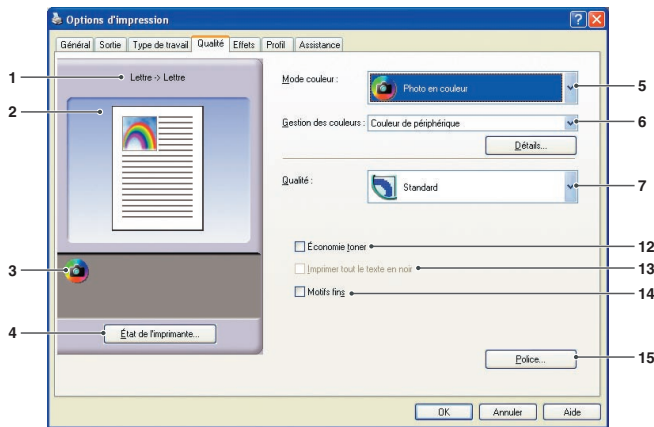 Options d'impression
Général Sortie Type de travail Qualité Effets Profil Assistance
1 Lettre -> Lettre
2
3
4 État de l'imprimante...
Mode couleur : Photo en couleur 5
Gestion des couleurs : Couleur de périphérique 6
Détails...
Qualité : Standard 7
Économie toner 12
Imprimer tout le texte en noir 13
Motifs fins 14
Police... 15
OK Annuler Aide